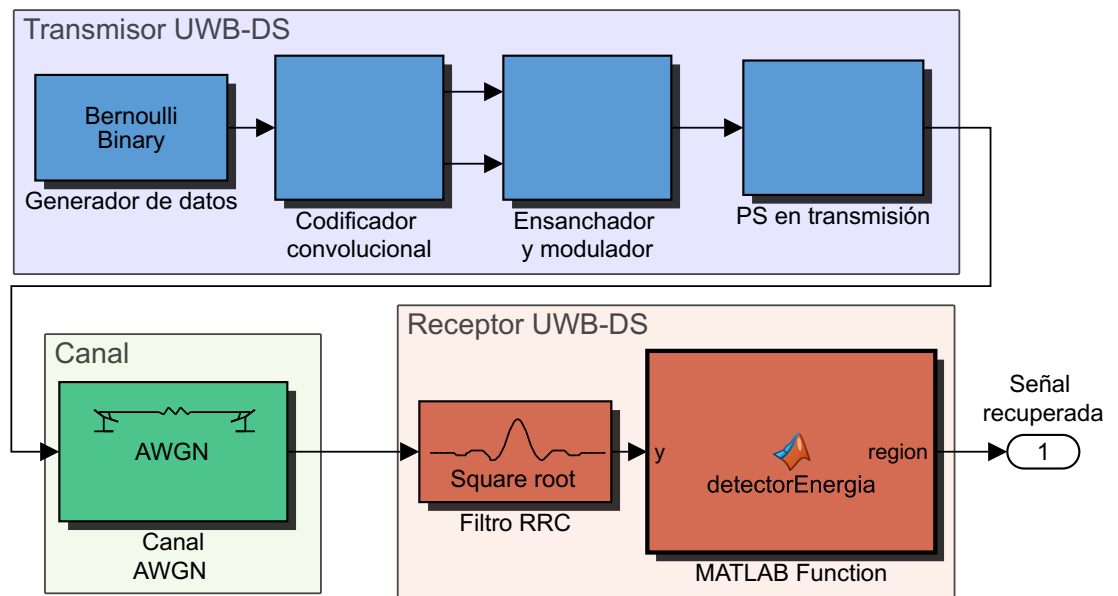 Transmisor UWB-DS
Bernoulli
Binary
Generador de datos
Codificador
convolucional
Ensanchador
y modulador
PS en transmisión
Canal
AWGN
Canal
AWGN
Receptor UWB-DS
Square root
Filtro RRC
y
detectorEnergia
region
MATLAB Function
Señal
recuperada
1